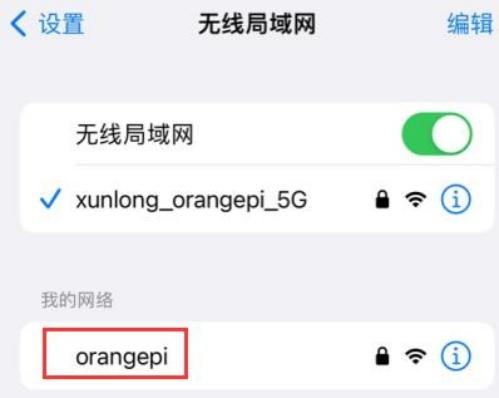 设置 无线局域网 编辑
无线局域网
xunlong_orangepi_5G
我的网络
orangepi